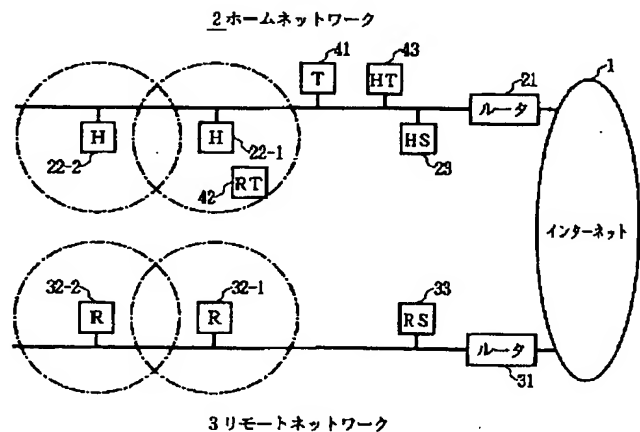 2 ホームネットワーク
41
43
21
1
T
HT
ルータ
H
H
22-2
22-1
HS
23
42
RT
インターネット
32-2
32-1
33
R
R
RS
ルータ
31
3 リモートネットワーク